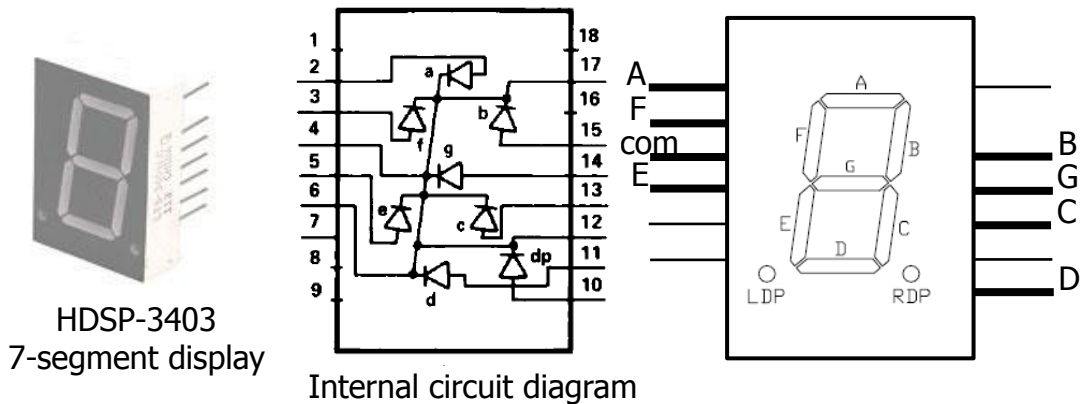 HDSP-3403
7-segment display
1
2
3
4
5
6
7
8
9
18
17
16
15
14
13
12
11
10
a
b
f
g
e
c
dp
d
Internal circuit diagram
A
F
com
E
B
G
C
D
A
F
B
G
E
C
D
LDP
RDP